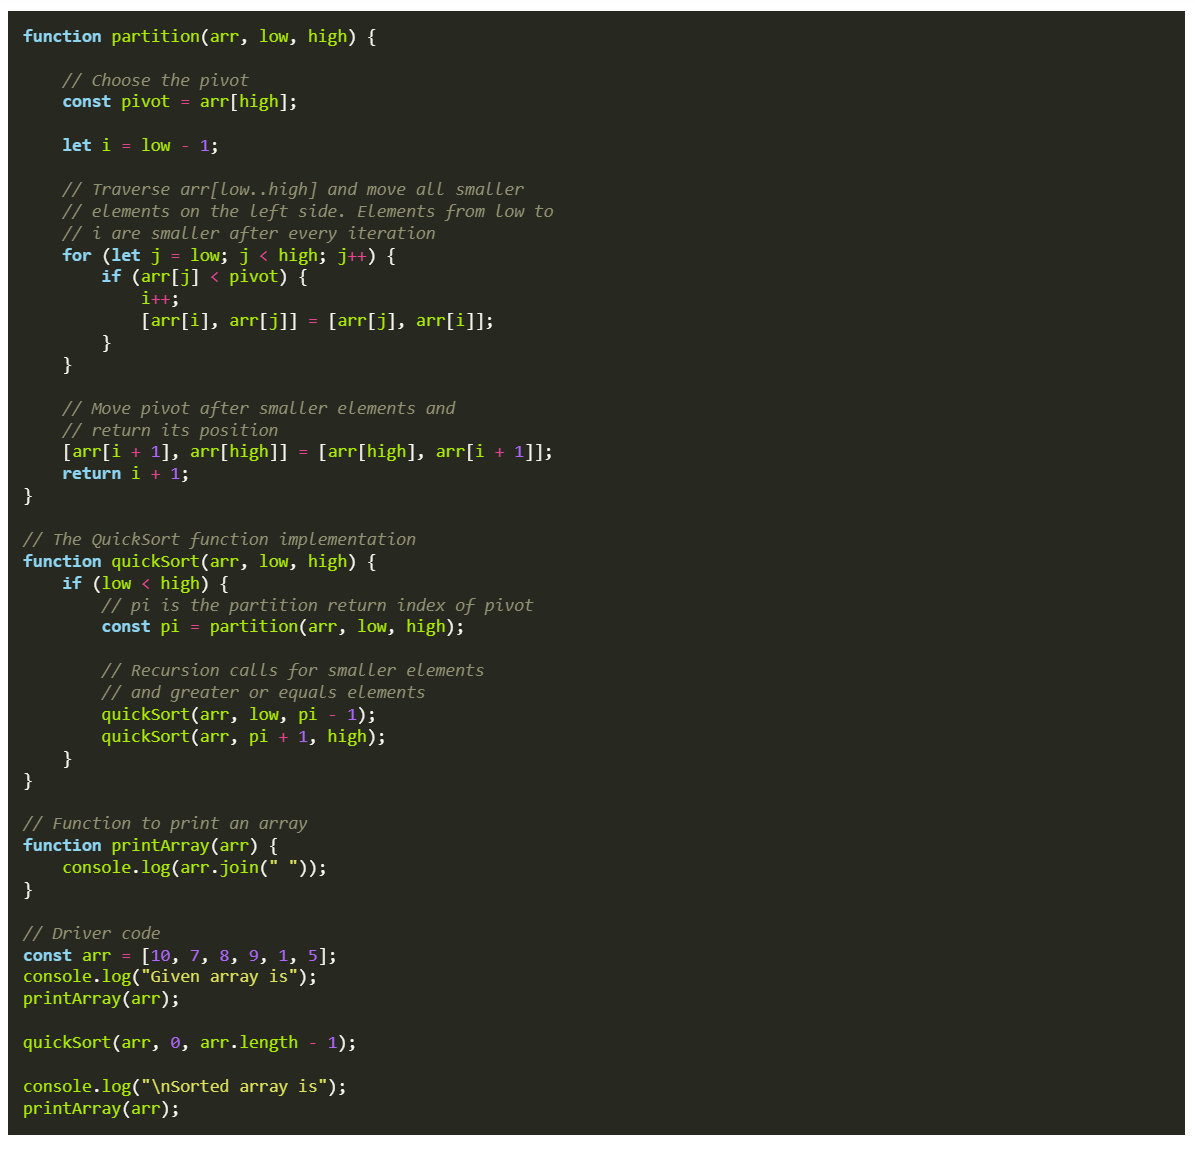 function partition(arr, low, high) {
    // Choose the pivot
    const pivot = arr[high];
    let i = low - 1;
    // Traverse arr[low..high] and move all smaller
    // elements on the left side. Elements from low to
    // i are smaller after every iteration
    for (let j = low; j < high; j++) {
        if (arr[j] < pivot) {
            i++;
            [arr[i], arr[j]] = [arr[j], arr[i]];
        }
    }
    // Move pivot after smaller elements and
    // return its position
    [arr[i + 1], arr[high]] = [arr[high], arr[i + 1]];
    return i + 1;
}
// The QuickSort function implementation
function quickSort(arr, low, high) {
    if (low < high) {
        // pi is the partition return index of pivot
        const pi = partition(arr, low, high);
        // Recursion calls for smaller elements
        // and greater or equals elements
        quickSort(arr, low, pi - 1);
        quickSort(arr, pi + 1, high);
    }
}
// Function to print an array
function printArray(arr) {
    console.log(arr.join(" "));
}
// Driver code
const arr = [10, 7, 8, 9, 1, 5];
console.log("Given array is");
printArray(arr);
quickSort(arr, 0, arr.length - 1);
console.log("\nSorted array is");
printArray(arr);